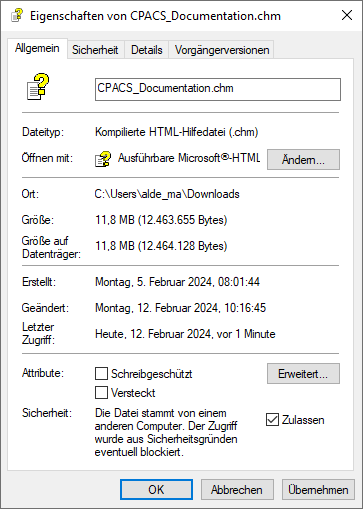 Eigenschaften von CPACS_Documentation.chm
Allgemein Sicherheit Details Vorgängerversionen
CPACS_Documentation.chm
Dateityp: Kompilierte HTML-Hilfedatei (.chm)
Öffnen mit: Ausführbare Microsoft®-HTML Ändern...
Ort: C:\Users\alde_ma\Downloads
Größe: 11,8 MB (12.463.655 Bytes)
Größe auf
Datenträger: 11,8 MB (12.464.128 Bytes)
Erstellt: Montag, 5. Februar 2024, 08:01:44
Geändert: Montag, 12. Februar 2024, 10:16:45
Letzter
Zugriff: Heute, 12. Februar 2024, vor 1 Minute
Attribute: Schreibgeschützt Erweitert...
Versteckt
Sicherheit: Die Datei stammt von einem
anderen Computer. Der Zugriff
wurde aus Sicherheitsgründen
eventuell blockiert.
Zulassen
OK Abbrechen Übernehmen